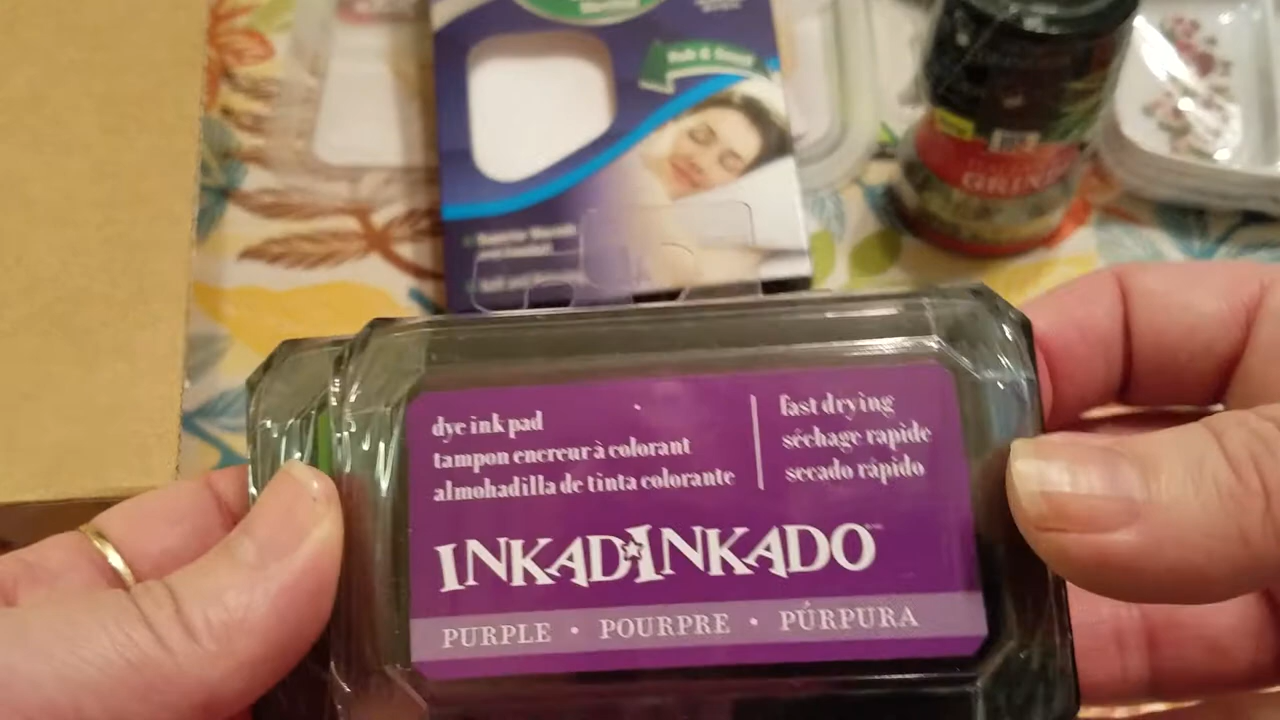 dye ink pad
tampon encreur à colorant
almohadilla de tinta colorante
fast drying
séchage rapide
secado rápido
INKADINKADO
PURPLE • POURPRE • PÚRPURA